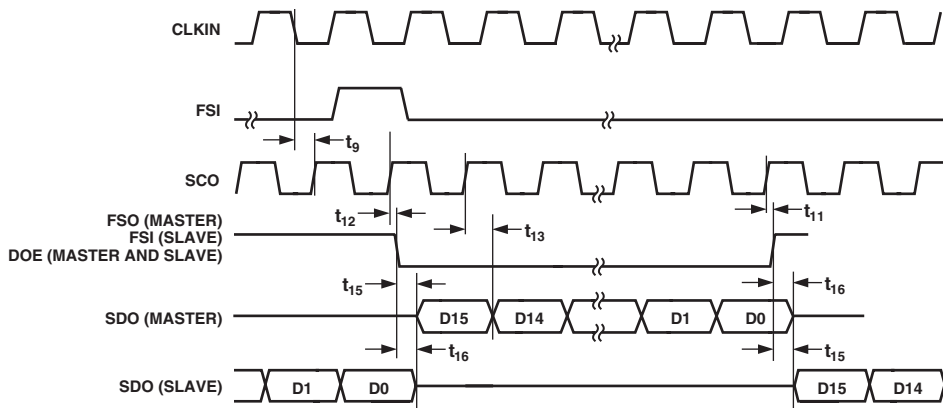 CLKIN
FSI
t9
SCO
FSO (MASTER)
t12
t11
FSI (SLAVE)
t13
DOE (MASTER AND SLAVE)
t15
t16
SDO (MASTER)
D15
D14
D1
D0
t16
t15
SDO (SLAVE)
D1
D0
D15
D14